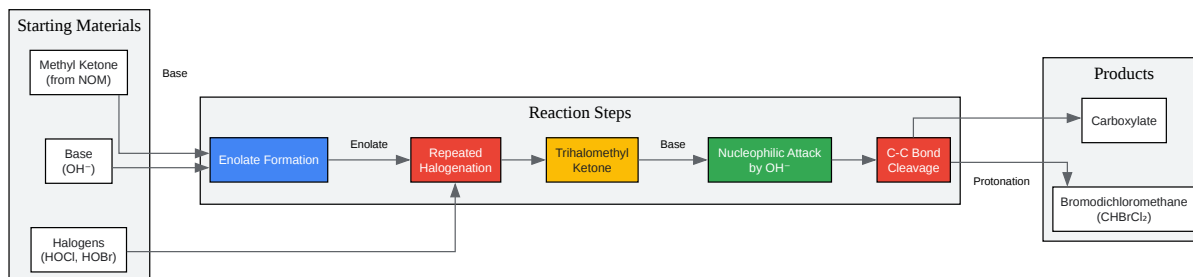 Starting Materials
Methyl Ketone
(from NOM)
Base
Base
(OH⁻)
Halogens
(HOCl, HOBr)
Reaction Steps
Enolate Formation
Enolate
Repeated
Halogenation
Trihalomethyl
Ketone
Base
Nucleophilic Attack
by OH⁻
C-C Bond
Cleavage
Protonation
Products
Carboxylate
Bromodichloromethane
(CHBrCl₂)